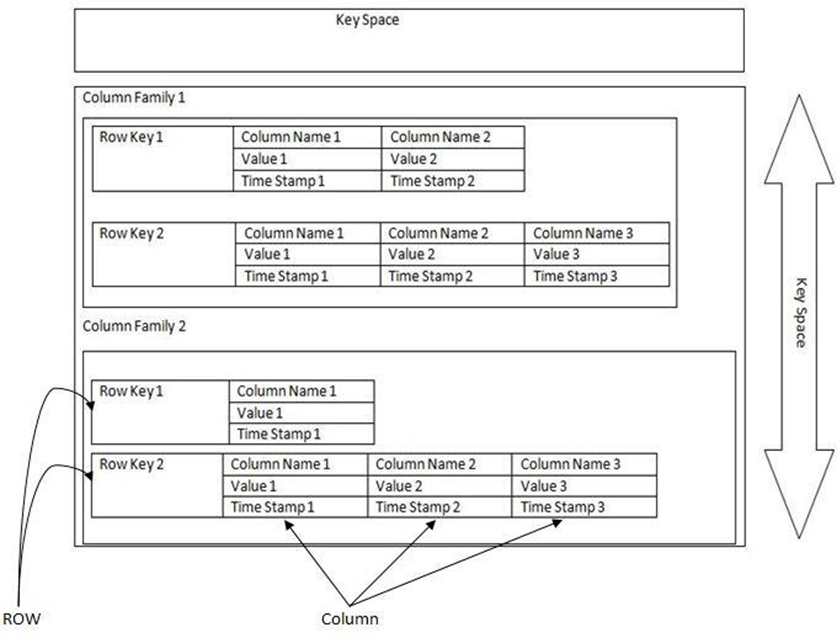 Key Space
Column Family 1
Row Key 1 Column Name 1 Column Name 2
Value 1 Value 2
Time Stamp 1 Time Stamp 2
Row Key 2 Column Name 1 Column Name 2 Column Name 3
Value 1 Value 2 Value 3
Time Stamp 1 Time Stamp 2 Time Stamp 3
Key Space
Column Family 2
Row Key 1 Column Name 1
Value 1
Time Stamp 1
Row Key 2 Column Name 1 Column Name 2 Column Name 3
Value 1 Value 2 Value 3
Time Stamp 1 Time Stamp 2 Time Stamp 3
ROW Column